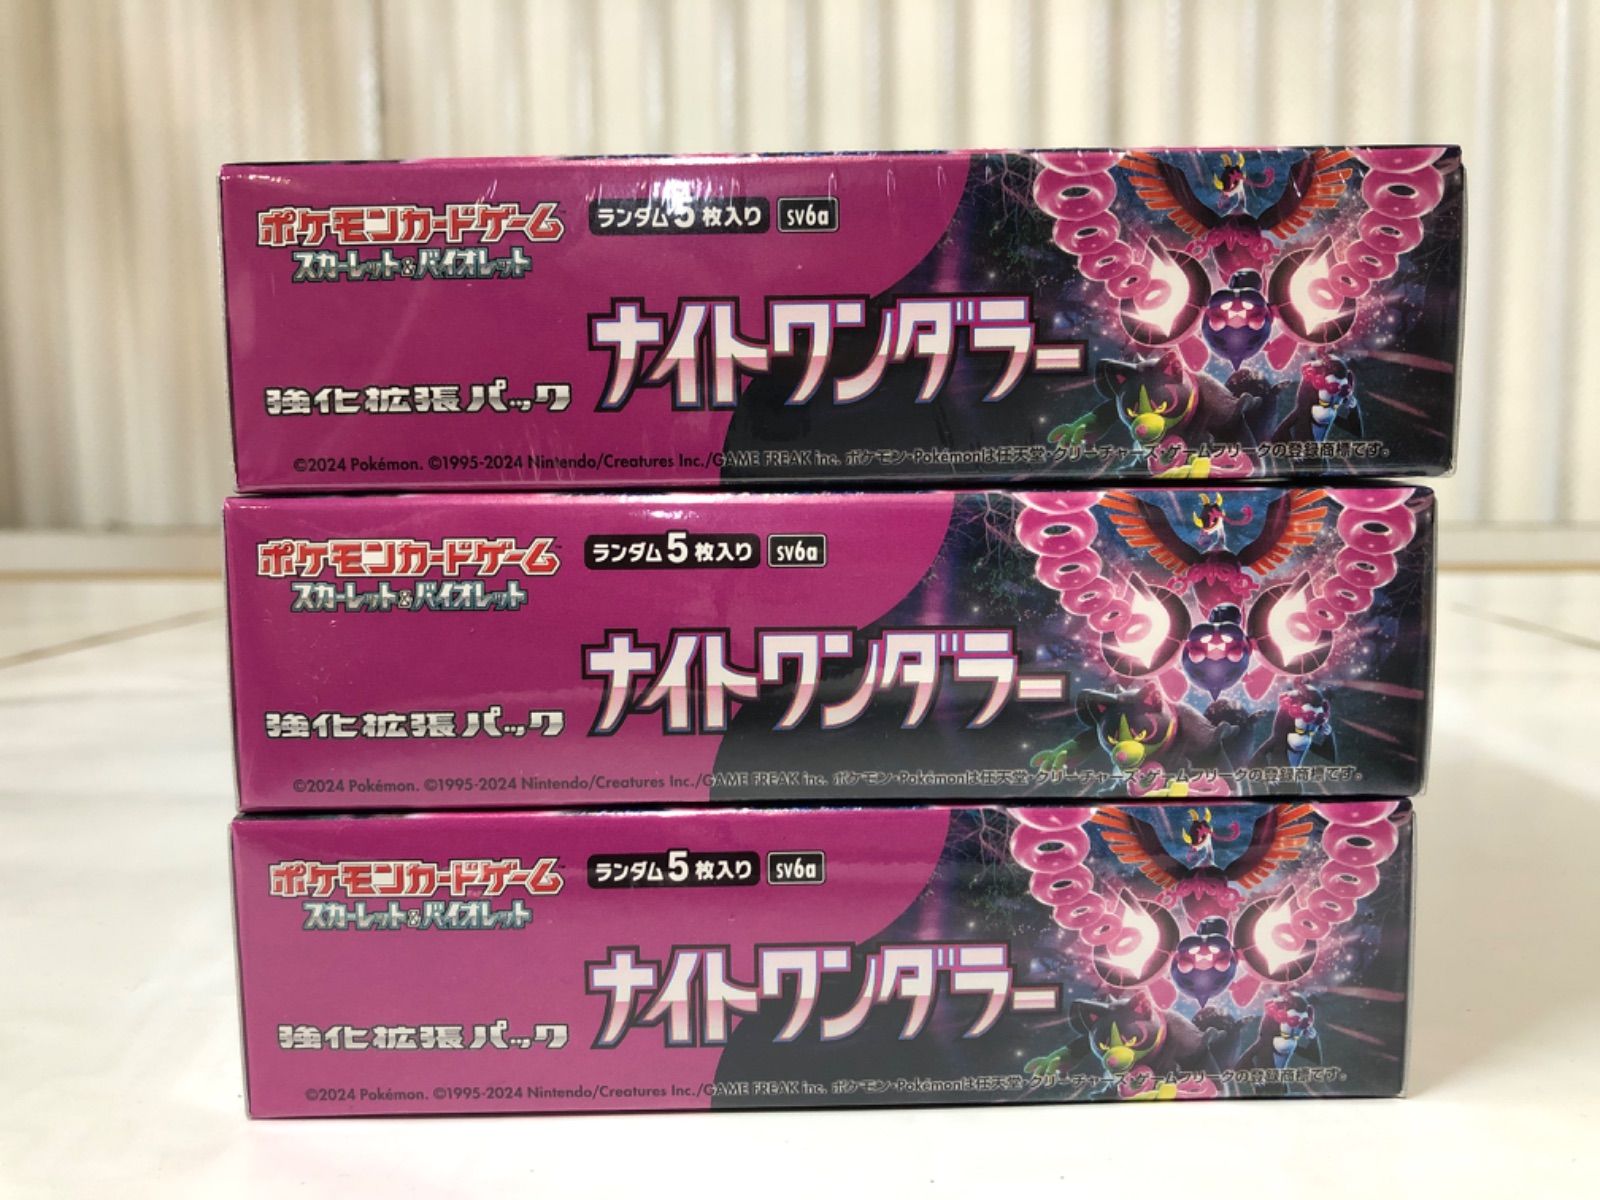 ポケモンカードゲーム™ ランダム5枚入り sv6a
スカーレット&バイオレット
ナイトワンダラー
強化拡張パック
©2024 Pokémon. ©1995-2024 Nintendo/Creatures Inc./GAME FREAK inc. ポケモン・Pokémonは任天堂・クリーチャーズ・ゲームフリークの登録商標です。
ポケモンカードゲーム™ ランダム5枚入り sv6a
スカーレット&バイオレット
ナイトワンダラー
強化拡張パック
©2024 Pokémon. ©1995-2024 Nintendo/Creatures Inc./GAME FREAK inc. ポケモン・Pokémonは任天堂・クリーチャーズ・ゲームフリークの登録商標です。
ポケモンカードゲーム™ ランダム5枚入り sv6a
スカーレット&バイオレット
ナイトワンダラー
強化拡張パック
©2024 Pokémon. ©1995-2024 Nintendo/Creatures Inc./GAME FREAK inc. ポケモン・Pokémonは任天堂・クリーチャーズ・ゲームフリークの登録商標です。